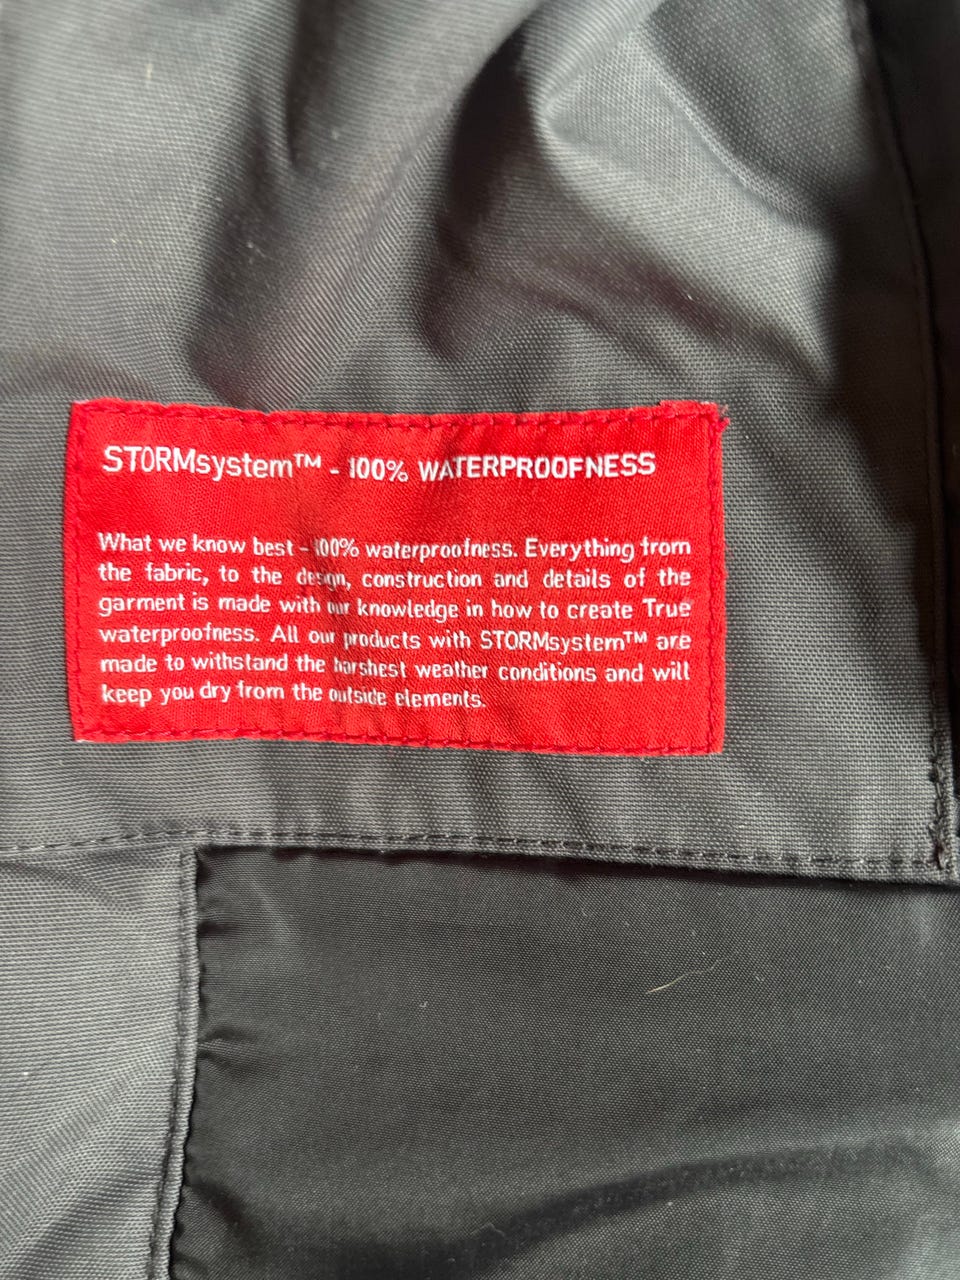 STORMsystem™ - 100% WATERPROOFNESS
What we know best - 100% waterproofness. Everything from
the fabric, to the design, construction and details of the
garment is made with our knowledge in how to create True
waterproofness. All our products with STORMsystem™ are
made to withstand the harshest weather conditions and will
keep you dry from the outside elements.